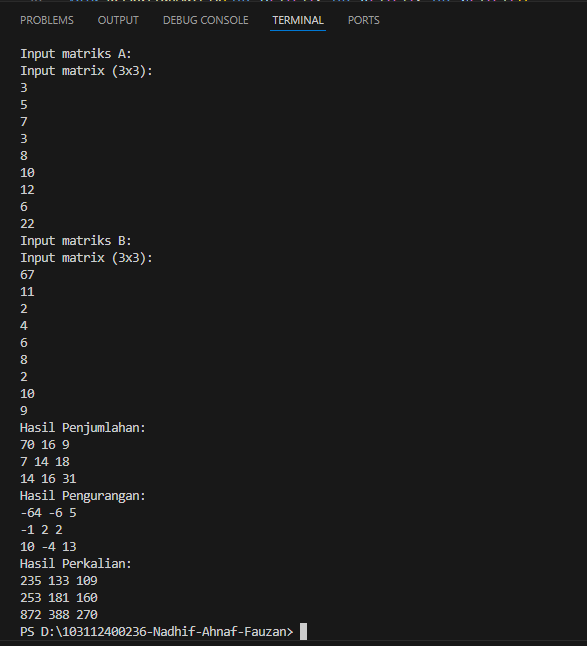 PROBLEMS OUTPUT DEBUG CONSOLE TERMINAL PORTS
Input matriks A:
Input matrix (3x3):
3
5
7
3
8
10
12
6
22
Input matriks B:
Input matrix (3x3):
67
11
2
4
6
8
2
10
9
Hasil Penjumlahan:
70 16 9
7 14 18
14 16 31
Hasil Pengurangan:
-64 -6 5
-1 2 2
10 -4 13
Hasil Perkalian:
235 133 109
253 181 160
872 388 270
PS D:\103112400236-Nadhif-Ahnaf-Fauzan>